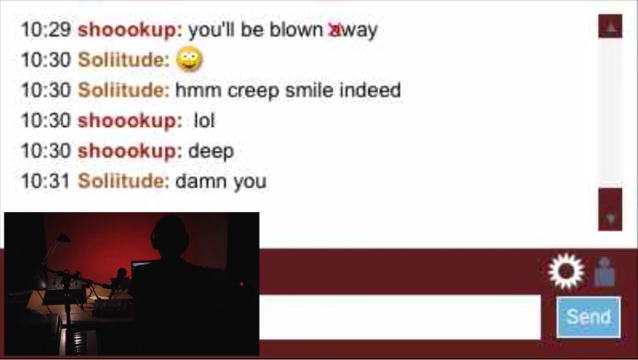 10:29 shoookup: you'll be blown away
10:30 Soliitude:
10:30 Soliitude: hmm creep smile indeed
10:30 shoookup: lol
10:30 shoookup: deep
10:31 Soliitude: damn you
Send